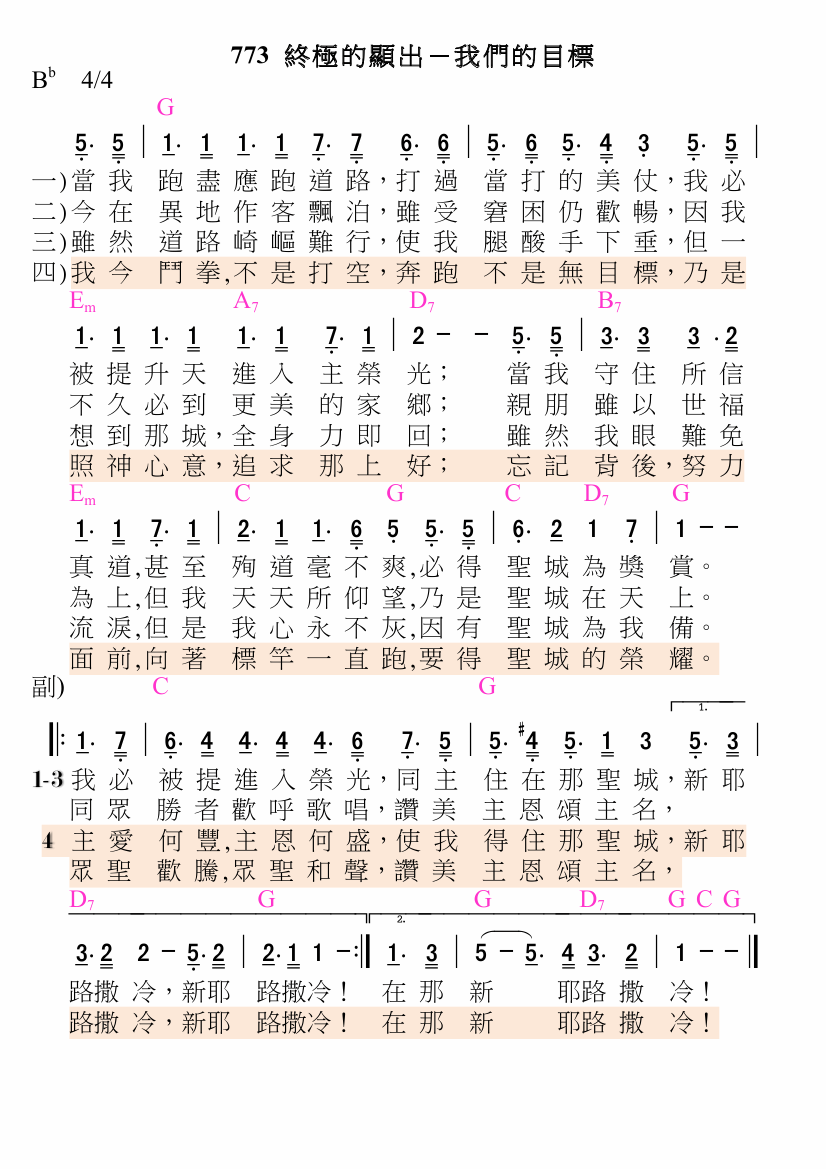 773 終極的顯出－我們的目標
B♭ 4/4
G
5· 5 | 1· 1 1· 1 7· 7 6· 6 | 5· 6 5· 4 3 5· 5 |
一)當我 跑盡應跑道路，打過 當打的美仗，我必
二)今在 異地作客飄泊，雖受 窘困仍歡暢，因我
三)雖然 道路崎嶇難行，使我 腿酸手下垂，但一
四)我今 鬥拳,不是打空，奔跑 不是無目標，乃是
Em A7 D7 B7
1· 1 1· 1 1· 1 7· 1 | 2 － － 5· 5 | 3· 3 3 ·2
被提升天 進入 主榮 光； 當我 守住 所信
不久必到 更美 的家 鄉； 親朋 雖以 世福
想到那城，全身 力即 回； 雖然 我眼 難免
照神心意，追求 那上 好； 忘記 背後，努力
Em C G C D7 G
1· 1 7· 1 | 2· 1 1· 6 5 5· 5 | 6· 2 1 7 | 1 － －
真道,甚至 殉道毫不爽,必得 聖城為獎 賞。
為上,但我 天天所仰望,乃是 聖城在天 上。
流淚,但是 我心永不灰,因有 聖城為我 備。
面前,向著 標竿一直跑,要得 聖城的榮 耀。
副) C G
1.
‖: 1· 7 | 6· 4 4· 4 4· 6 7· 5 | 5· #4 5· 1 3 5· 3 |
1-3 我必 被提進入榮光，同主 住在那聖城，新耶
同眾 勝者歡呼歌唱，讚美 主恩頌主名，
4 主愛 何豐,主恩何盛，使我 得住那聖城，新耶
眾聖 歡騰,眾聖和聲，讚美 主恩頌主名，
D7 G G D7 G C G
2.
3· 2 2 － 5· 2 | 2· 1 1 －:‖ 1· 3 | 5 － 5· 4 3· 2 | 1 － － ‖
路撒 冷，新耶 路撒冷！ 在那 新 耶路撒 冷！
路撒 冷，新耶 路撒冷！ 在那 新 耶路撒 冷！